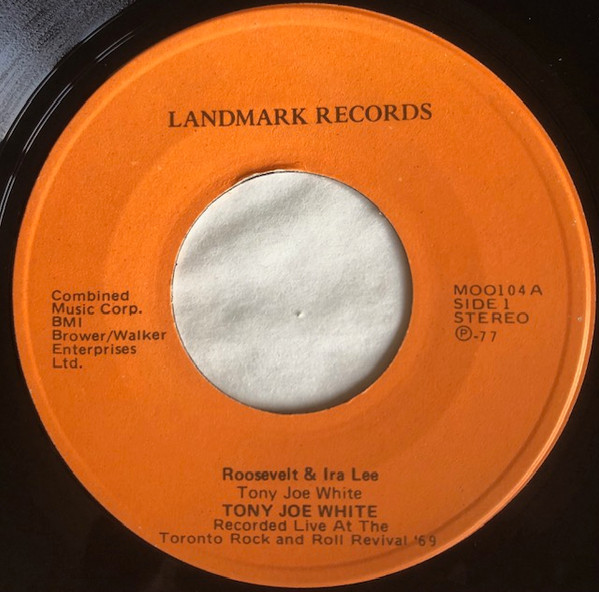 LANDMARK RECORDS
Combined
Music Corp.
BMI
Brower/Walker
Enterprises
Ltd.
MOO104A
SIDE 1
STEREO
Ⓟ-77
Roosevelt & Ira Lee
Tony Joe White
TONY JOE WHITE
Recorded Live At The
Toronto Rock and Roll Revival '69